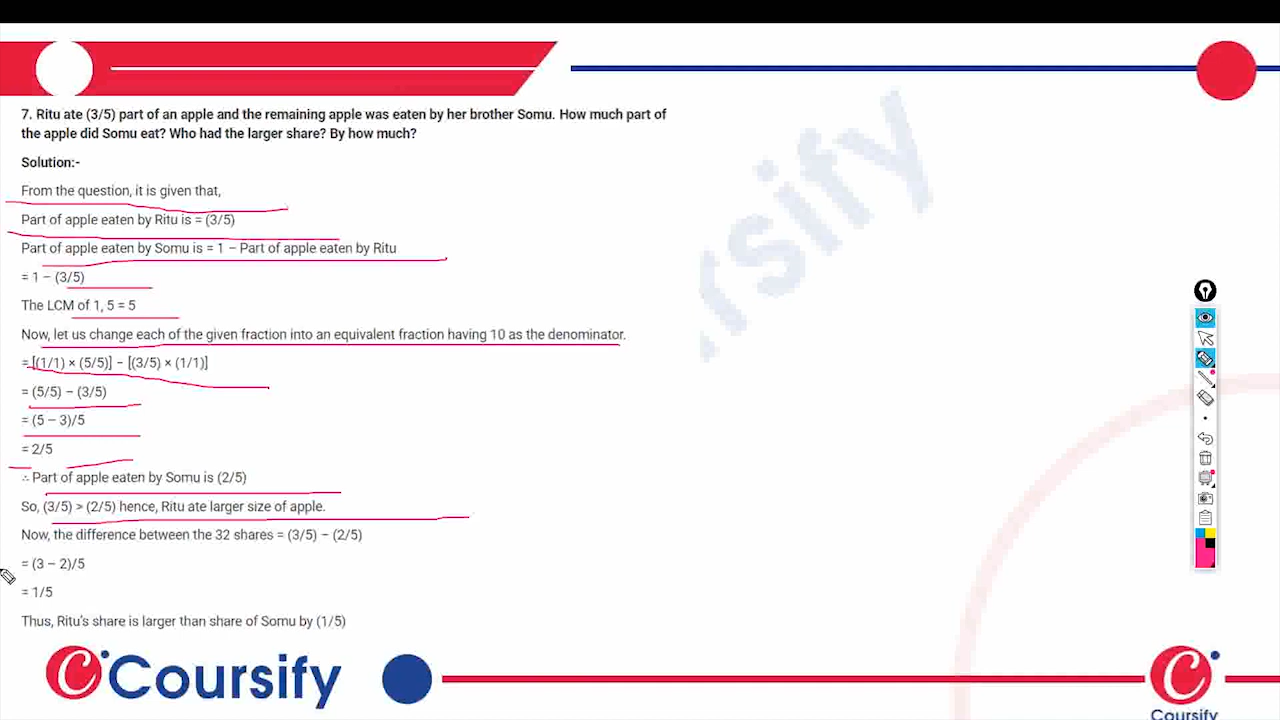 7. Ritu ate (3/5) part of an apple and the remaining apple was eaten by her brother Somu. How much part of
the apple did Somu eat? Who had the larger share? By how much?
Solution:-
From the question, it is given that,
Part of apple eaten by Ritu is = (3/5)
Part of apple eaten by Somu is = 1 – Part of apple eaten by Ritu
= 1 – (3/5)
The LCM of 1, 5 = 5
Now, let us change each of the given fraction into an equivalent fraction having 10 as the denominator.
= [(1/1) × (5/5)] – [(3/5) × (1/1)]
= (5/5) – (3/5)
= (5 – 3)/5
= 2/5
∴ Part of apple eaten by Somu is (2/5)
So, (3/5) > (2/5) hence, Ritu ate larger size of apple.
Now, the difference between the 32 shares = (3/5) – (2/5)
= (3 – 2)/5
= 1/5
Thus, Ritu's share is larger than share of Somu by (1/5)
rsify
C Coursify
C
Coursify